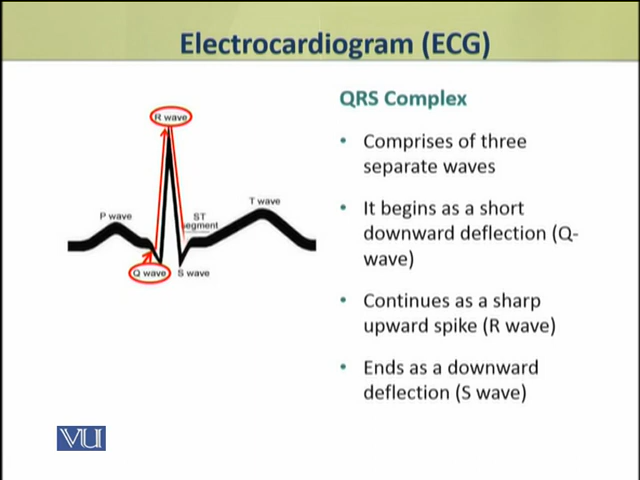 Electrocardiogram (ECG)
QRS Complex
R wave
P wave
ST
segment
T wave
Q wave
S wave
• Comprises of three
separate waves
• It begins as a short
downward deflection (Q-
wave)
• Continues as a sharp
upward spike (R wave)
• Ends as a downward
deflection (S wave)
VU